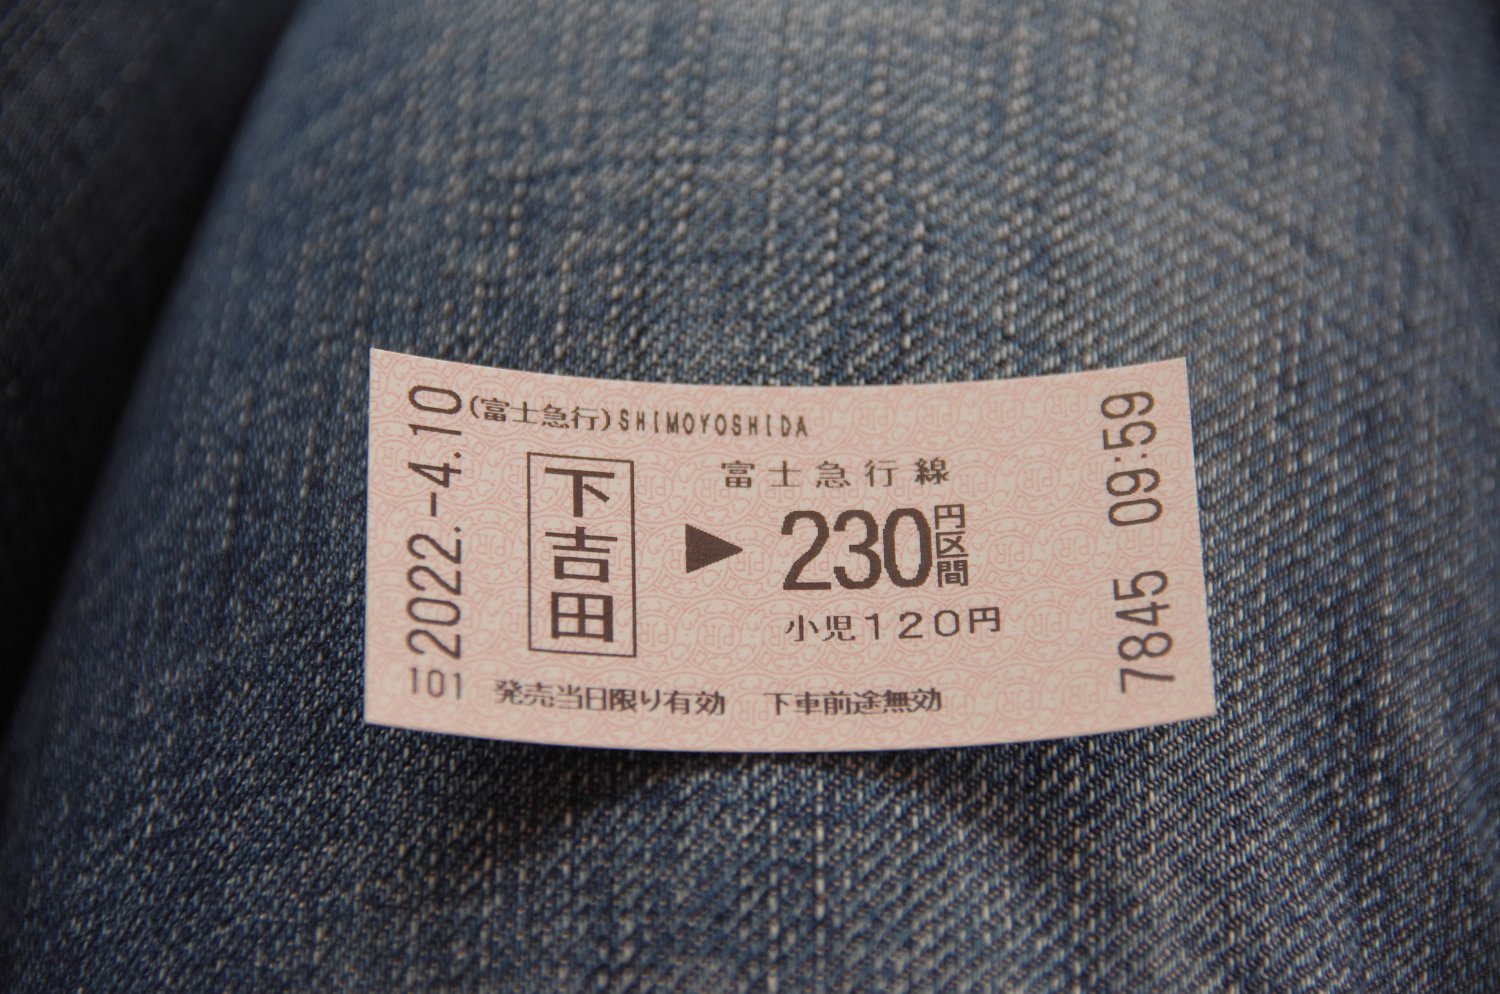 (富士急行)SHIMOYOSHIDA
富士急行線
下吉田
▶
230円区間
小児120円
発売当日限り有効 下車前途無効
101
2022.-4.10
7845 09:59